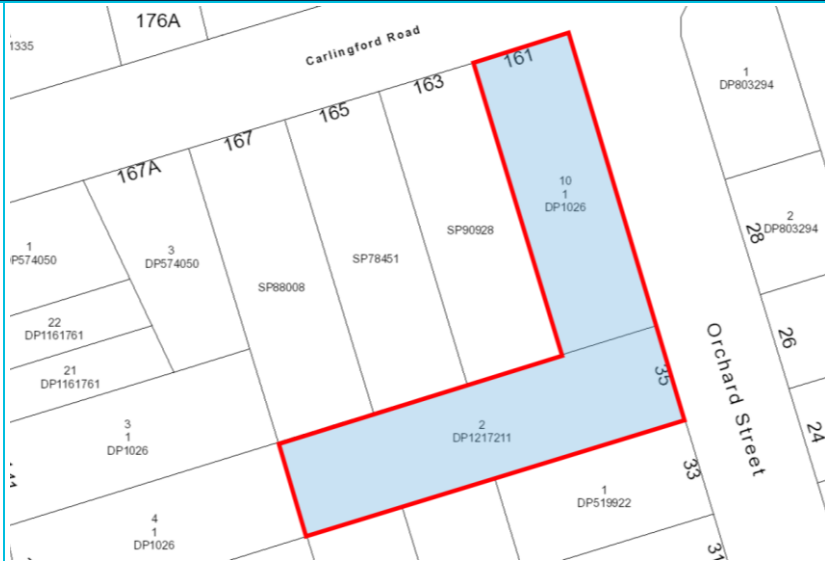 176A
1335
Carlingford Road
161
163
165
167
167A
1
DP803294
10
1
DP1026
2
DP803294
28
SP90928
SP78451
SP88008
3
DP574050
1
P574050
22
DP1161761
21
DP1161761
26
Orchard Street
35
24
3
1
DP1026
2
DP1217211
33
1
DP519922
4
1
DP1026
31